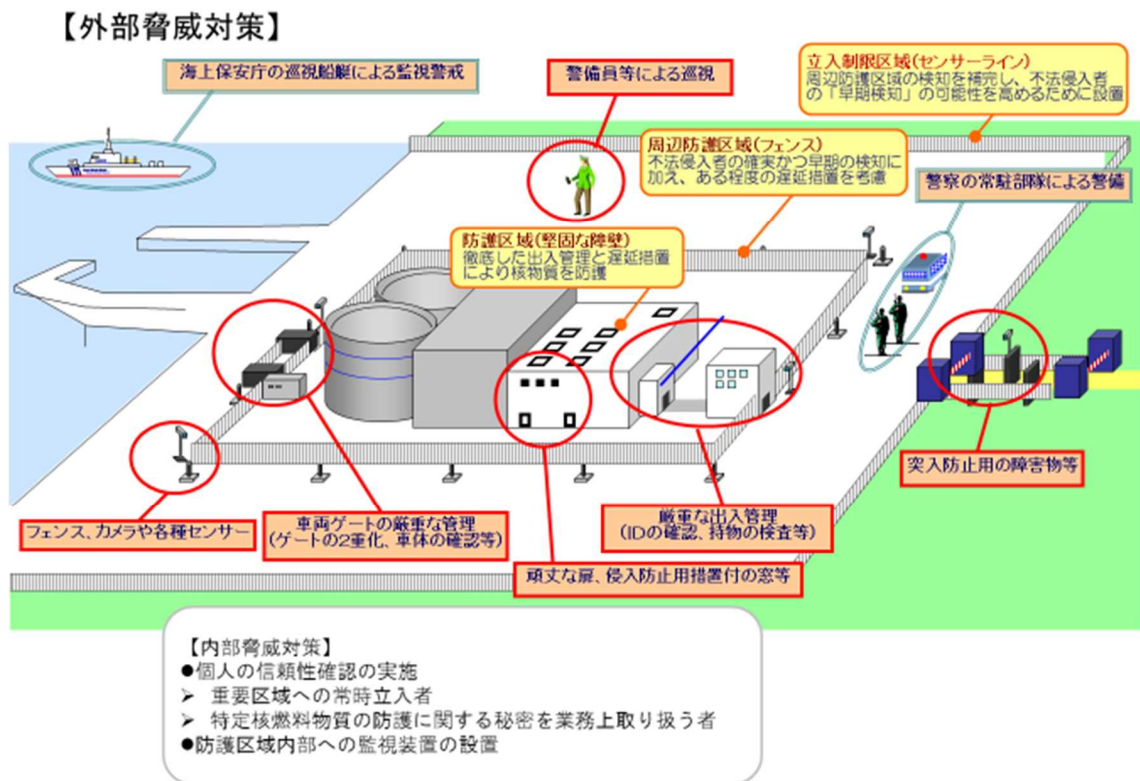 【外部脅威対策】
海上保安庁の巡視船艇による監視警戒
警備員等による巡視
立入制限区域(センサーライン)
周辺防護区域の検知を補完し、不法侵入者
の「早期検知」の可能性を高めるために設置
周辺防護区域(フェンス)
不法侵入者の確実かつ早期の検知に
加え、ある程度の遅延措置を考慮
警察の常駐部隊による警備
防護区域(堅固な障壁)
徹底した出入管理と遅延措置
により核物質を防護
突入防止用の障害物等
フェンス、カメラや各種センサー
車両ゲートの厳重な管理
(ゲートの2重化、車体の確認等)
厳重な出入管理
(IDの確認、持物の検査等)
頑丈な扉、侵入防止用措置付の窓等
【内部脅威対策】
●個人の信頼性確認の実施
➢ 重要区域への常時立入者
➢ 特定核燃料物質の防護に関する秘密を業務上取り扱う者
●防護区域内部への監視装置の設置